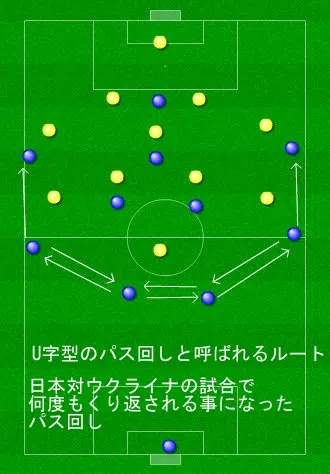 U字型のパス回しと呼ばれるルート
日本対ウクライナの試合で
何度もくり返される事になった
パス回し